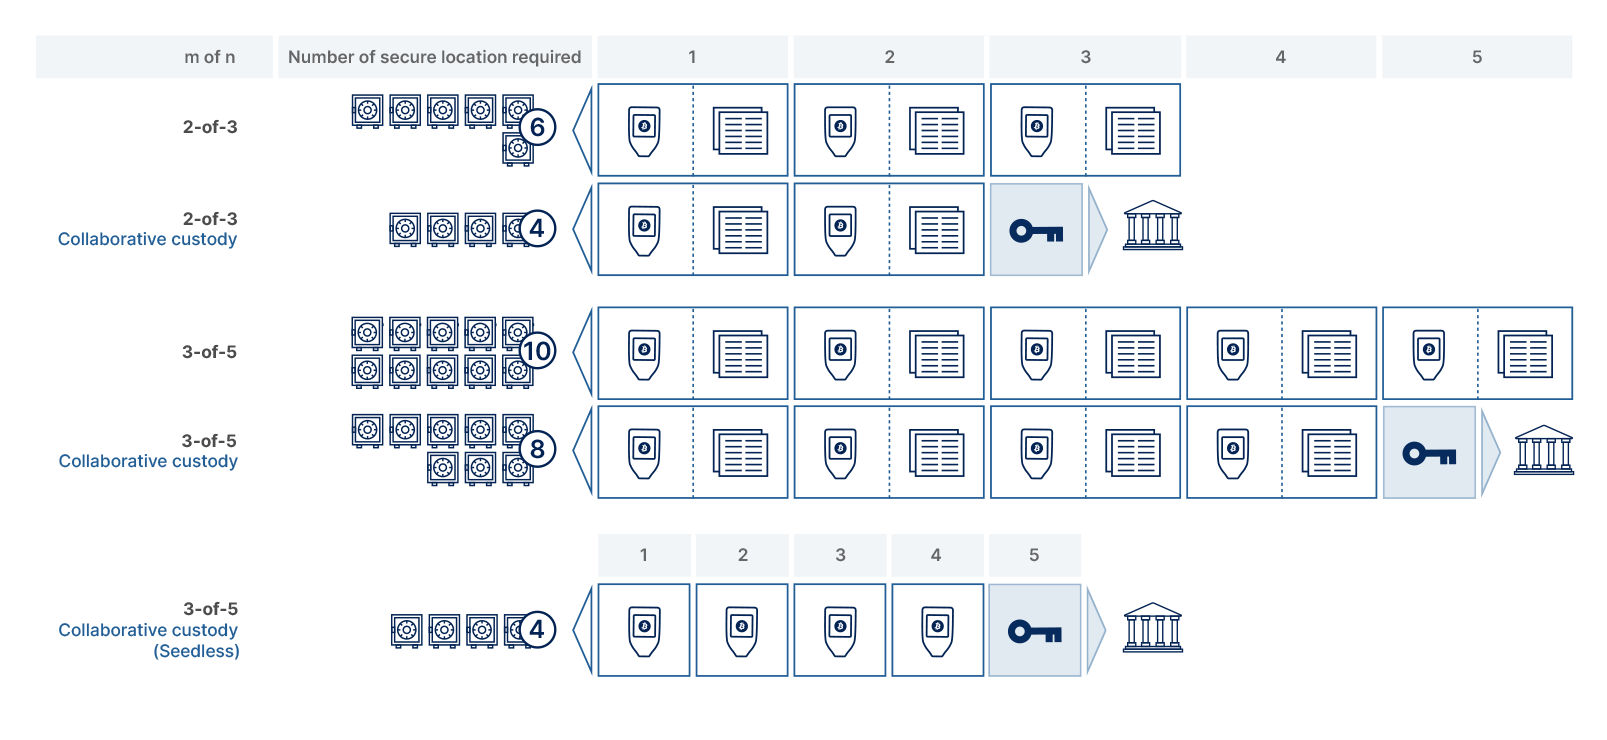 m of n
Number of secure location required
1
2
3
4
5
2-of-3
6
2-of-3
Collaborative custody
4
3-of-5
10
3-of-5
Collaborative custody
8
1
2
3
4
5
3-of-5
Collaborative custody
(Seedless)
4